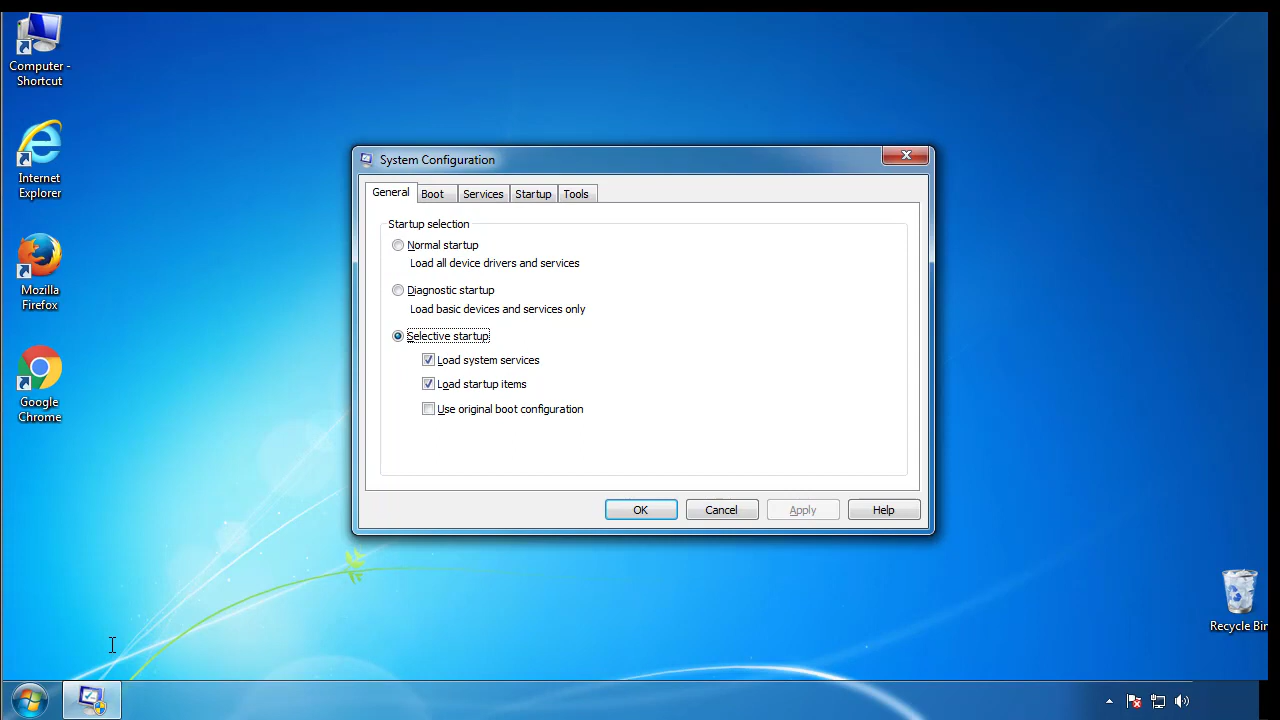 Computer -
Shortcut
Internet
Explorer
Mozilla
Firefox
Google
Chrome
System Configuration
General Boot Services Startup Tools
Startup selection
Normal startup
Load all device drivers and services
Diagnostic startup
Load basic devices and services only
Selective startup
Load system services
Load startup items
Use original boot configuration
OK Cancel Apply Help
Recycle Bin